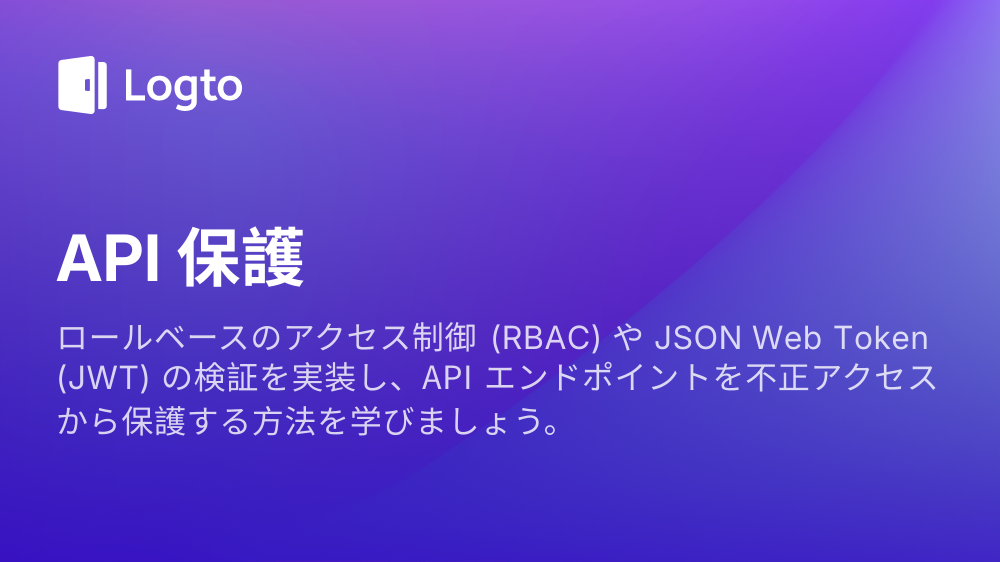 Logto
API 保護
ロールベースのアクセス制御 (RBAC) や JSON Web Token
(JWT) の検証を実装し、API エンドポイントを不正アクセス
から保護する方法を学びましょう。